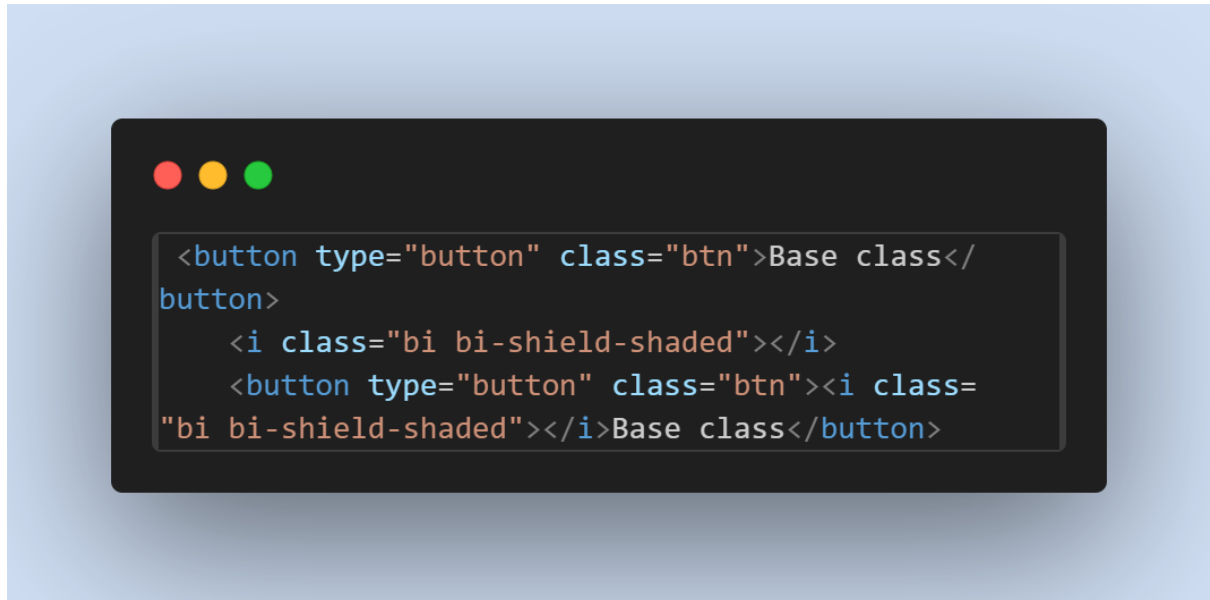 <button type="button" class="btn">Base class</
button>
<i class="bi bi-shield-shaded"></i>
<button type="button" class="btn"><i class=
"bi bi-shield-shaded"></i>Base class</button>